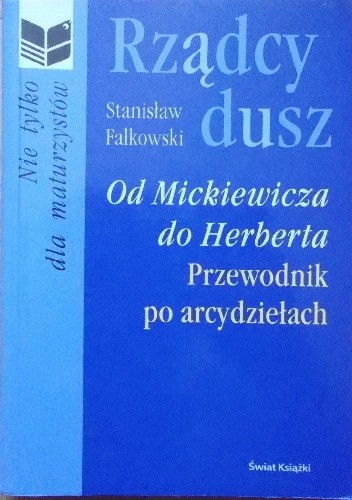 Rządcy
dusz
Stanisław
Falkowski
Od Mickiewicza
do Herberta
Przewodnik
po arcydziełach
Nie tylko
dla maturzystów
Świat Książki